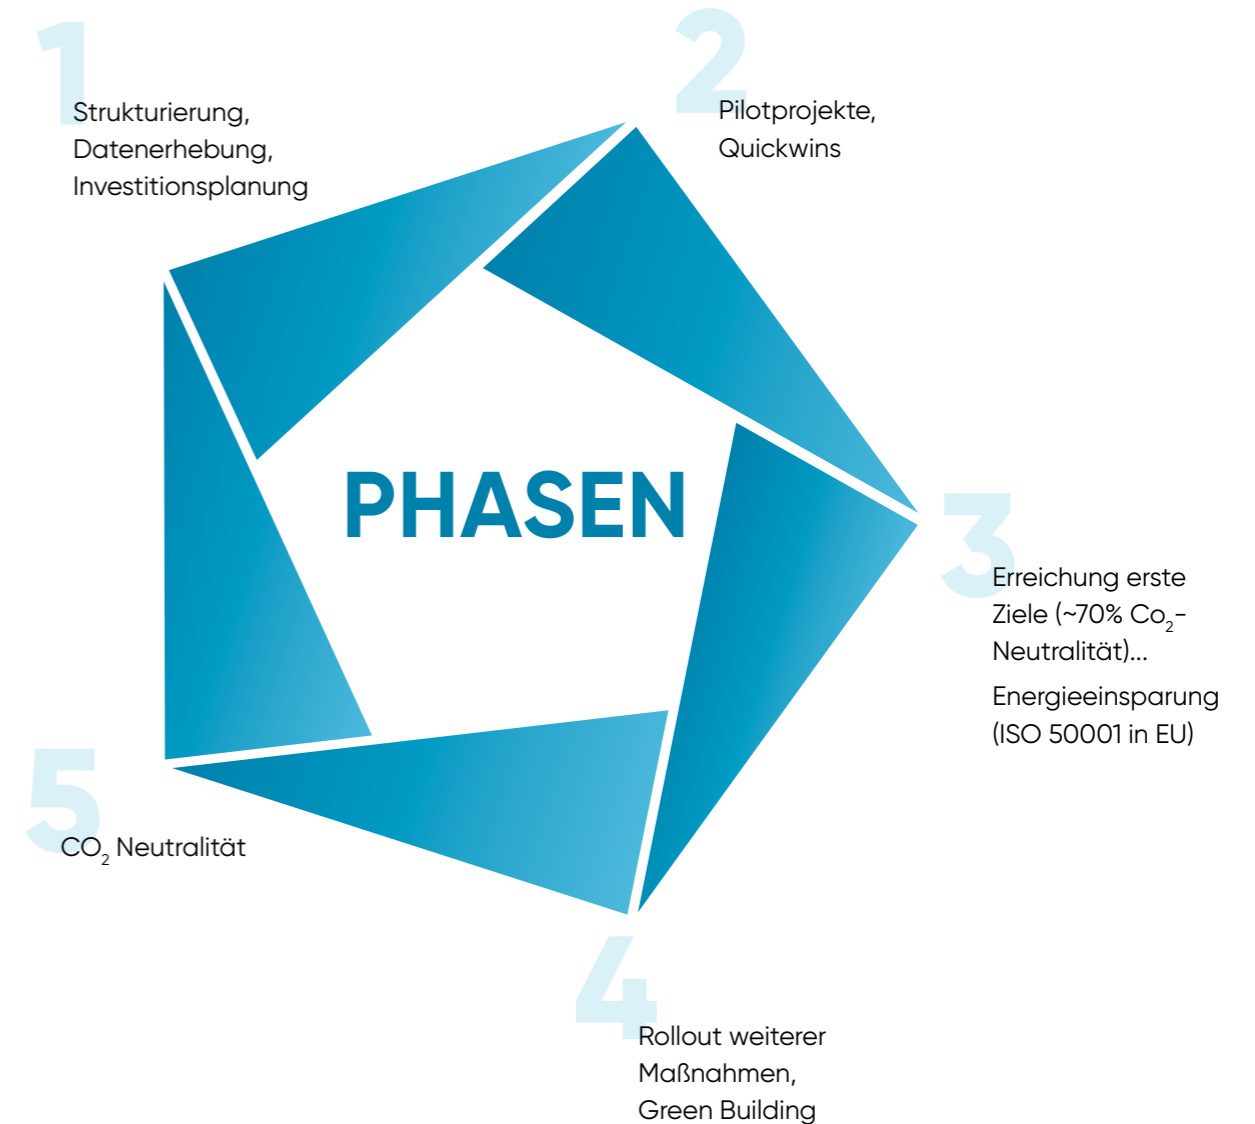 1
Strukturierung,
Datenerhebung,
Investitionsplanung
2
Pilotprojekte,
Quickwins
PHASEN
3
Erreichung erste
Ziele (~70% Co₂-
Neutralität)...
Energieeinsparung
(ISO 50001 in EU)
4
Rollout weiterer
Maßnahmen,
Green Building
5
CO₂ Neutralität